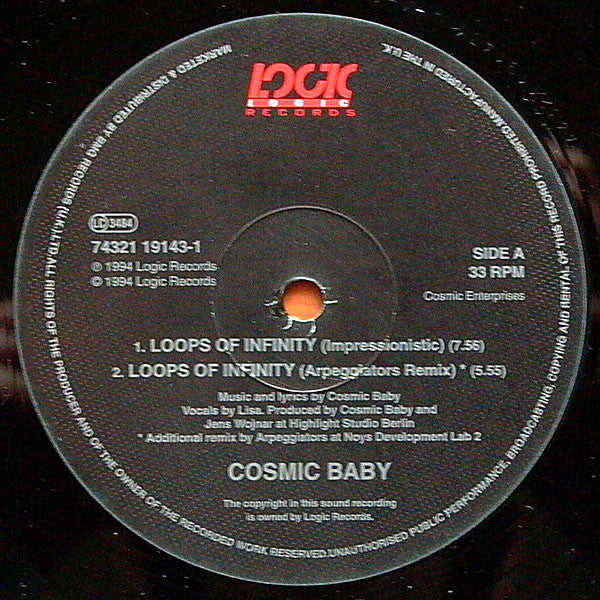 LOGIC
LOGIC
RECORDS
MARKETED & DISTRIBUTED BY BMG RECORDS (U.K.) LTD ALL RIGHTS OF THE PRODUCER AND OF THE OWNER OF THE RECORDED WORK RESERVED. UNAUTHORISED PUBLIC PERFORMANCE, BROADCASTING, COPYING AND RENTAL OF THIS RECORD PROHIBITED. MANUFACTURED IN THE U.K.
LC 3484
74321 19143-1
℗ 1994 Logic Records
© 1994 Logic Records
SIDE A
33 RPM
Cosmic Enterprises
1. LOOPS OF INFINITY (Impressionistic) (7.56)
2. LOOPS OF INFINITY (Arpeggiators Remix) * (5.55)
Music and lyrics by Cosmic Baby
Vocals by Lisa. Produced by Cosmic Baby and
Jens Wojnar at Highlight Studio Berlin
* Additional remix by Arpeggiators at Noys Development Lab 2
COSMIC BABY
The copyright in this sound recording
is owned by Logic Records.